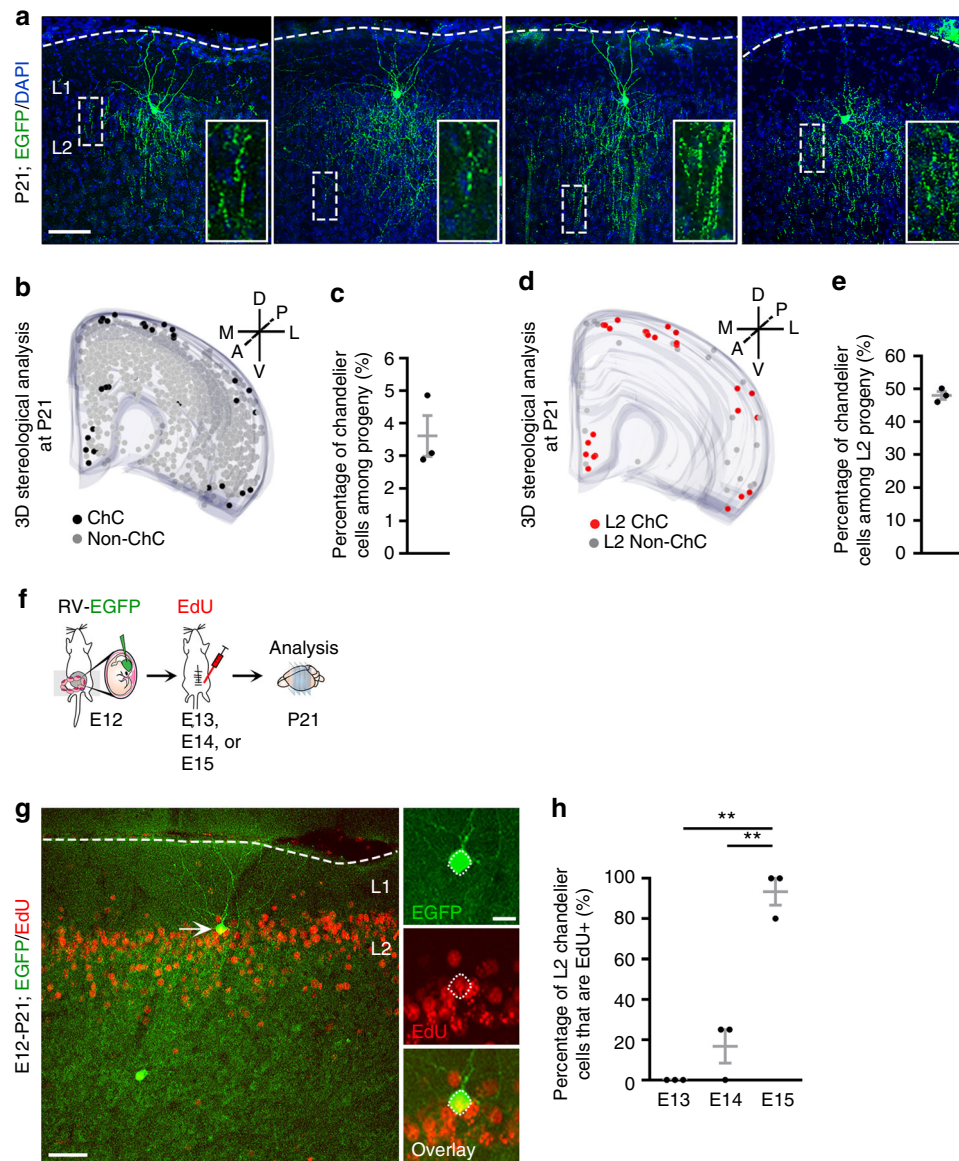 a
P21; EGFP/DAPI
L1
L2
b
3D stereological analysis
at P21
D
P
M
L
A
V
ChC
Non-ChC
c
Percentage of chandelier
cells among progeny (%)
6
5
4
3
2
1
0
d
3D stereological analysis
at P21
D
P
M
L
A
V
L2 ChC
L2 Non-ChC
e
Percentage of chandelier
cells among L2 progeny (%)
60
50
40
30
20
10
0
f
RV-EGFP
EdU
Analysis
E12
E13,
E14, or
E15
P21
g
E12-P21; EGFP/EdU
L1
L2
EGFP
EdU
Overlay
h
Percentage of L2 chandelier
cells that are EdU+ (%)
**
**
100
80
60
40
20
0
E13
E14
E15